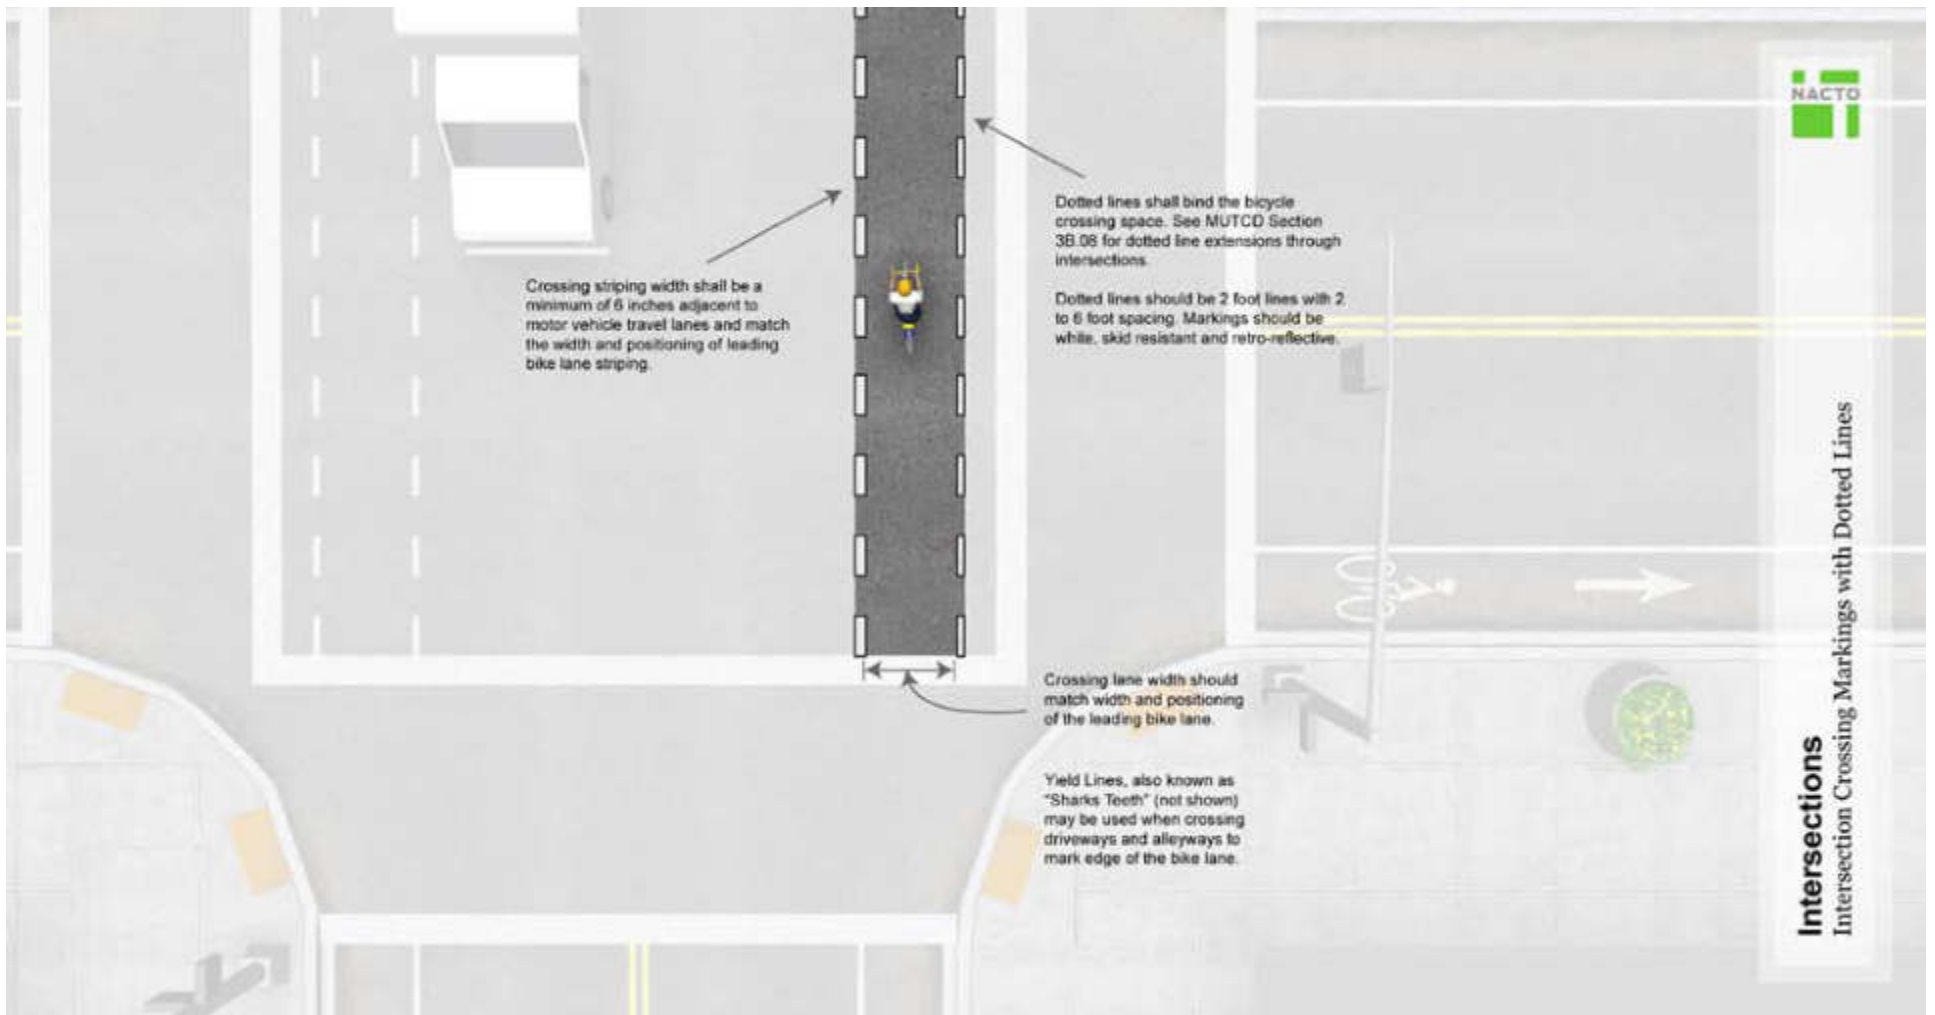 NACTO
Dotted lines shall bind the bicycle
crossing space. See MUTCD Section
3B.08 for dotted line extensions through
intersections.
Dotted lines should be 2 foot lines with 2
to 6 foot spacing. Markings should be
white, skid resistant and retro-reflective.
Crossing striping width shall be a
minimum of 6 inches adjacent to
motor vehicle travel lanes and match
the width and positioning of leading
bike lane striping.
Crossing lane width should
match width and positioning
of the leading bike lane.
Yield Lines, also known as
"Sharks Teeth" (not shown)
may be used when crossing
driveways and alleyways to
mark edge of the bike lane.
Intersections
Intersection Crossing Markings with Dotted Lines